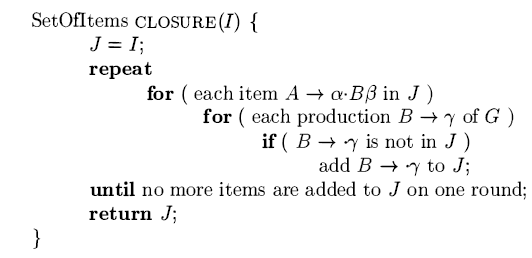 SetOfItems CLOSURE(I) {
J = I;
repeat
for ( each item A → α·Bβ in J )
for ( each production B → γ of G )
if ( B → ·γ is not in J )
add B → ·γ to J;
until no more items are added to J on one round;
return J;
}